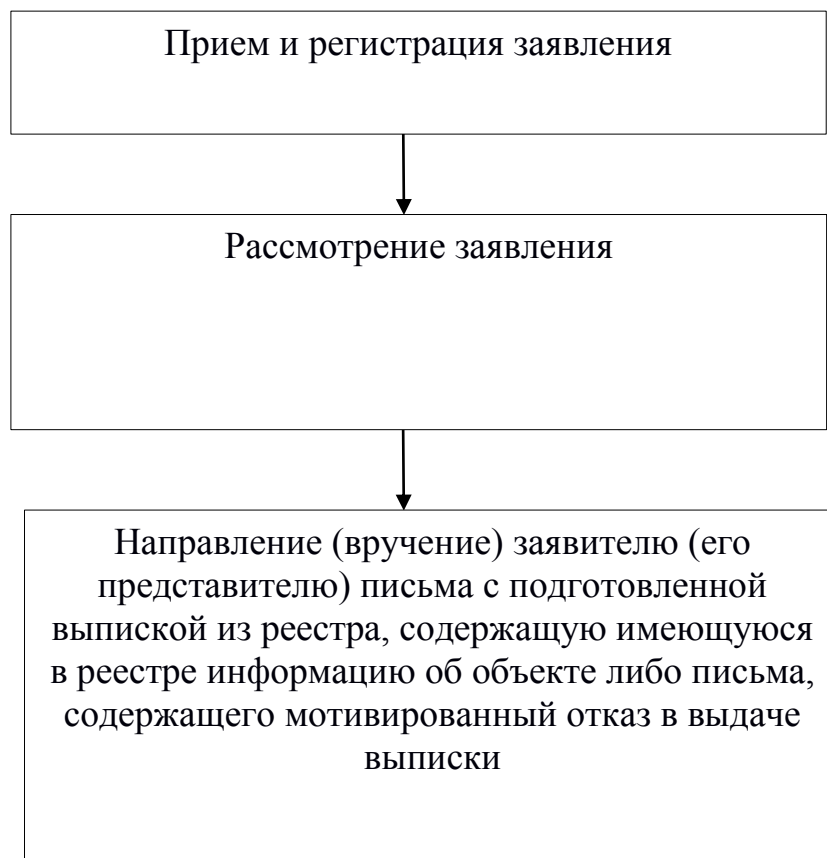 Прием и регистрация заявления
Рассмотрение заявления
Направление (вручение) заявителю (его
представителю) письма с подготовленной
выпиской из реестра, содержащую имеющуюся
в реестре информацию об объекте либо письма,
содержащего мотивированный отказ в выдаче
выписки